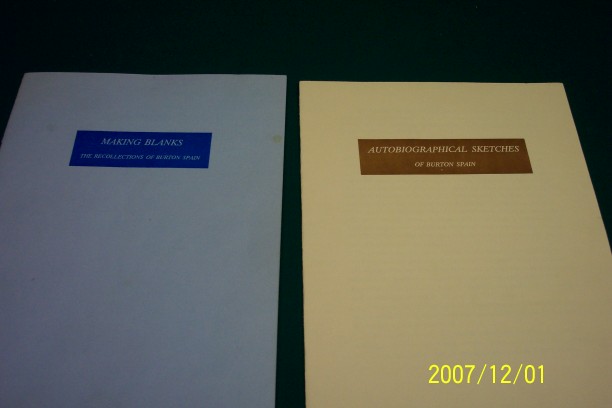 MAKING BLANKS
THE RECOLLECTIONS OF BURTON SPAIN
AUTOBIOGRAPHICAL SKETCHES
OF BURTON SPAIN
2007/12/01